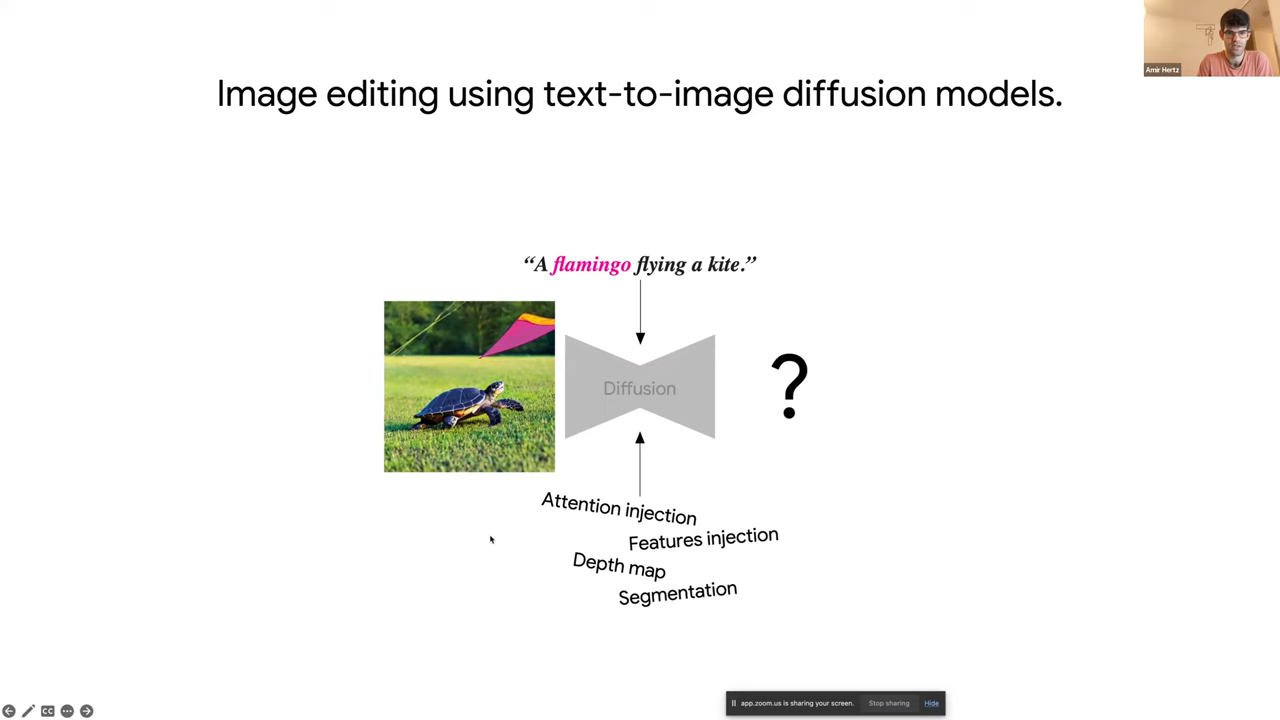 Amir Hertz
Image editing using text-to-image diffusion models.
“A flamingo flying a kite.”
Diffusion
?
Attention injection
Features injection
Depth map
Segmentation
CC
app.zoom.us is sharing your screen.
Stop sharing
Hide